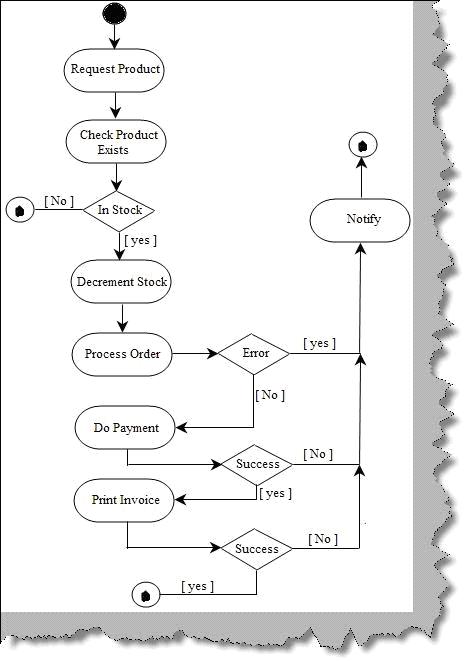 Request Product
Check Product
Exists
[ No ]
In Stock
[ yes ]
Notify
Decrement Stock
Process Order
Error
[ yes ]
[ No ]
Do Payment
Success
[ No ]
[ yes ]
Print Invoice
Success
[ No ]
[ yes ]